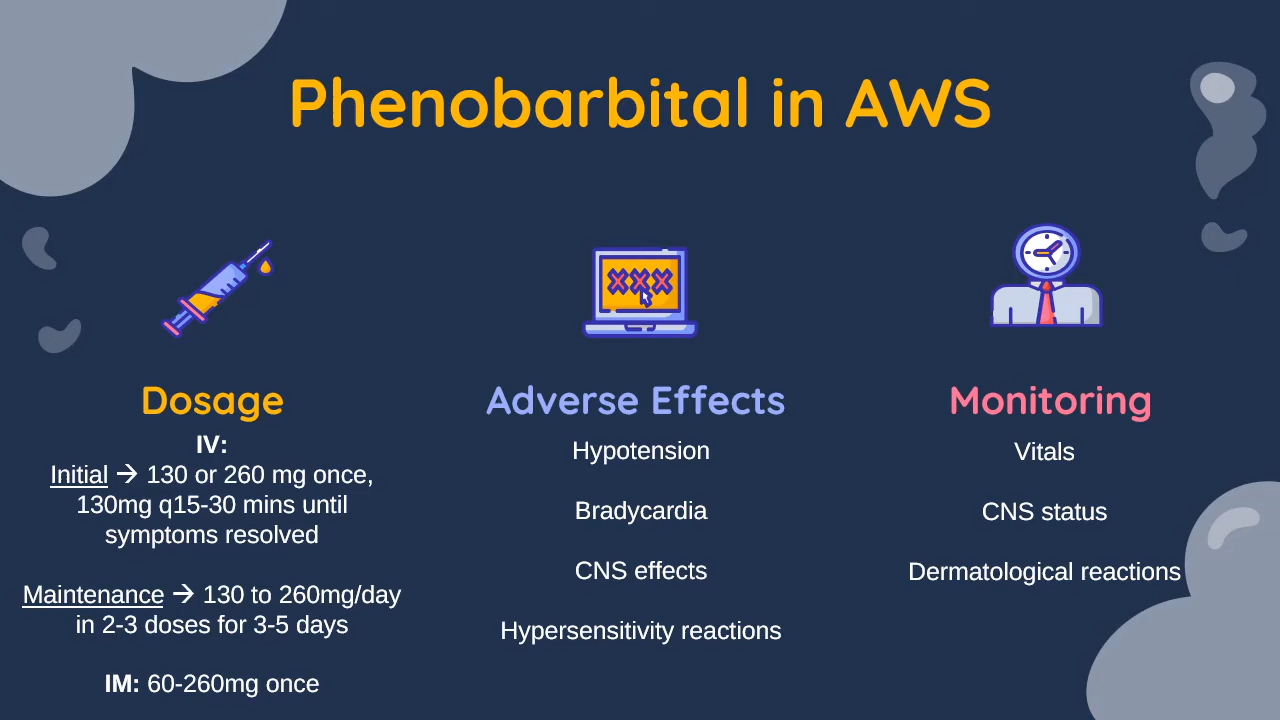 Phenobarbital in AWS
Dosage
IV:
Initial → 130 or 260 mg once,
130mg q15-30 mins until
symptoms resolved
Maintenance → 130 to 260mg/day
in 2-3 doses for 3-5 days
IM: 60-260mg once
Adverse Effects
Hypotension
Bradycardia
CNS effects
Hypersensitivity reactions
Monitoring
Vitals
CNS status
Dermatological reactions